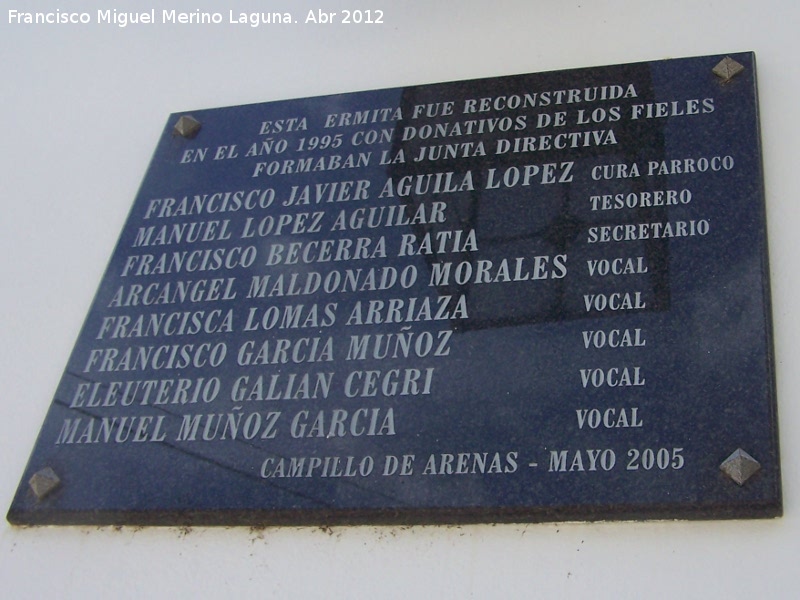 Francisco Miguel Merino Laguna. Abr 2012
ESTA ERMITA FUE RECONSTRUIDA
EN EL AÑO 1995 CON DONATIVOS DE LOS FIELES
FORMABAN LA JUNTA DIRECTIVA
FRANCISCO JAVIER AGUILA LOPEZ CURA PARROCO
MANUEL LOPEZ AGUILAR TESORERO
FRANCISCO BECERRA RATIA SECRETARIO
ARCANGEL MALDONADO MORALES VOCAL
FRANCISCA LOMAS ARRIAZA VOCAL
FRANCISCO GARCIA MUÑOZ VOCAL
ELEUTERIO GALIAN CEGRI VOCAL
MANUEL MUÑOZ GARCIA VOCAL
CAMPILLO DE ARENAS - MAYO 2005